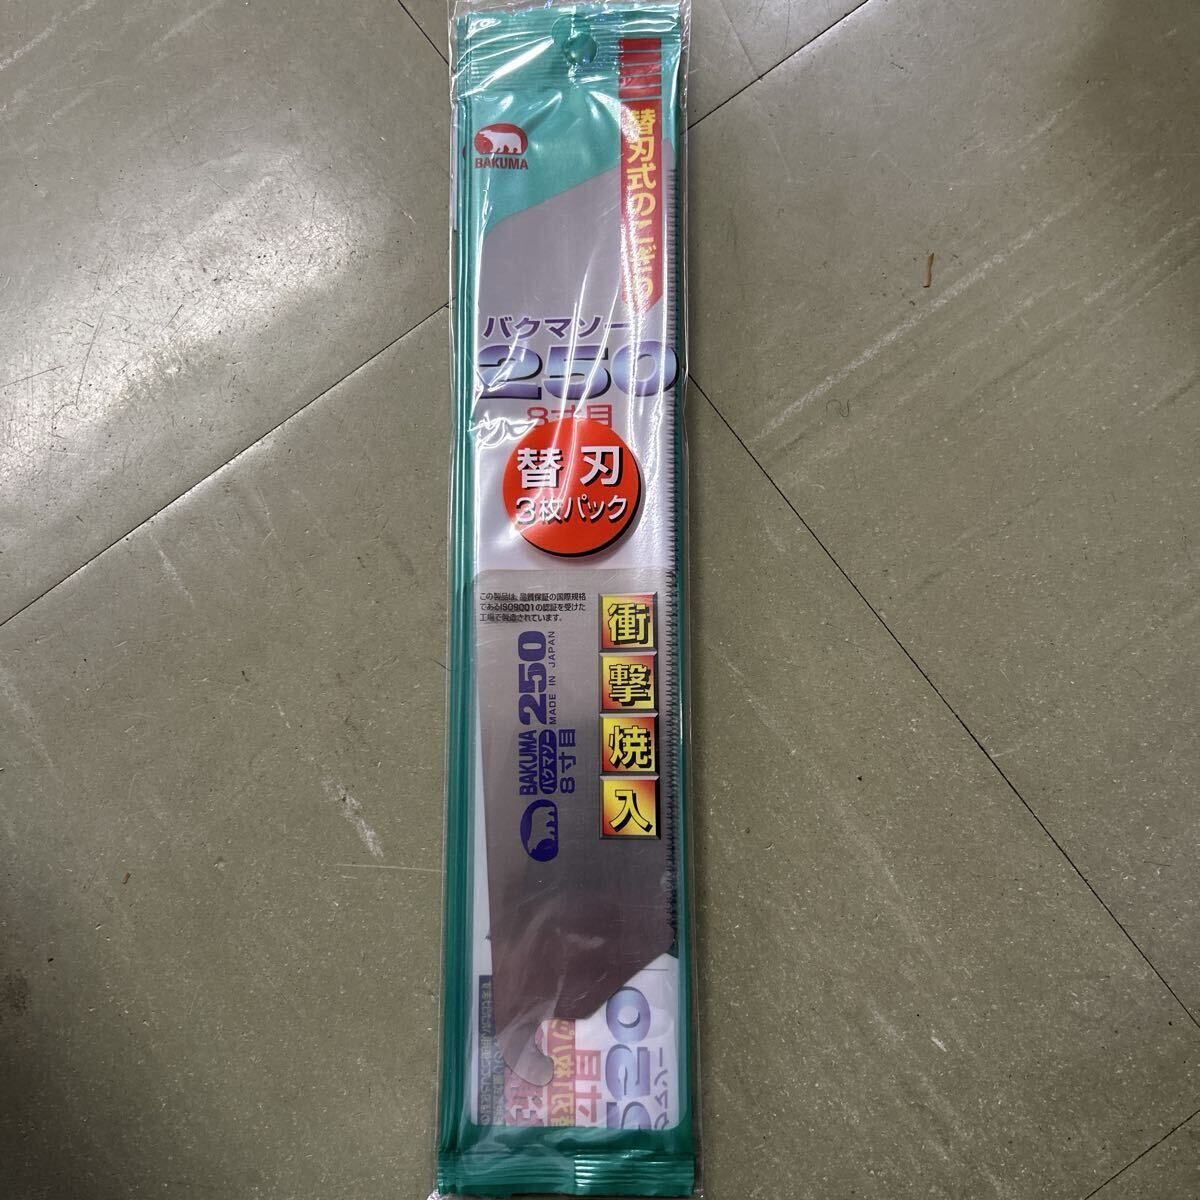 BAKUMA
替刃式のこぎり
バクマソー
250
8寸目
替刃
3枚パック
この製品は、品質保証の国際規格
であるISO9001の認証を受けた
工場で製造されています。
衝撃焼入
BAKUMA 250
バクマソー MADE IN JAPAN
8寸目